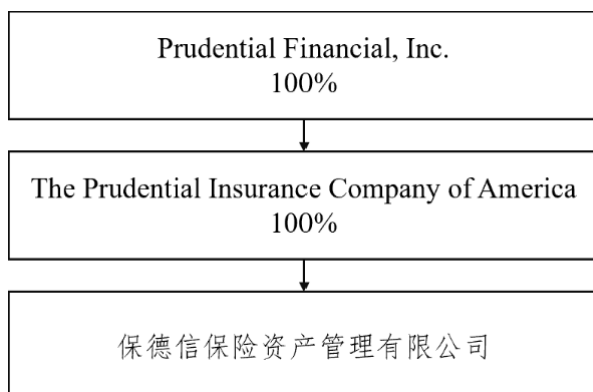 Prudential Financial, Inc.
100%
The Prudential Insurance Company of America
100%
保德信保险资产管理有限公司